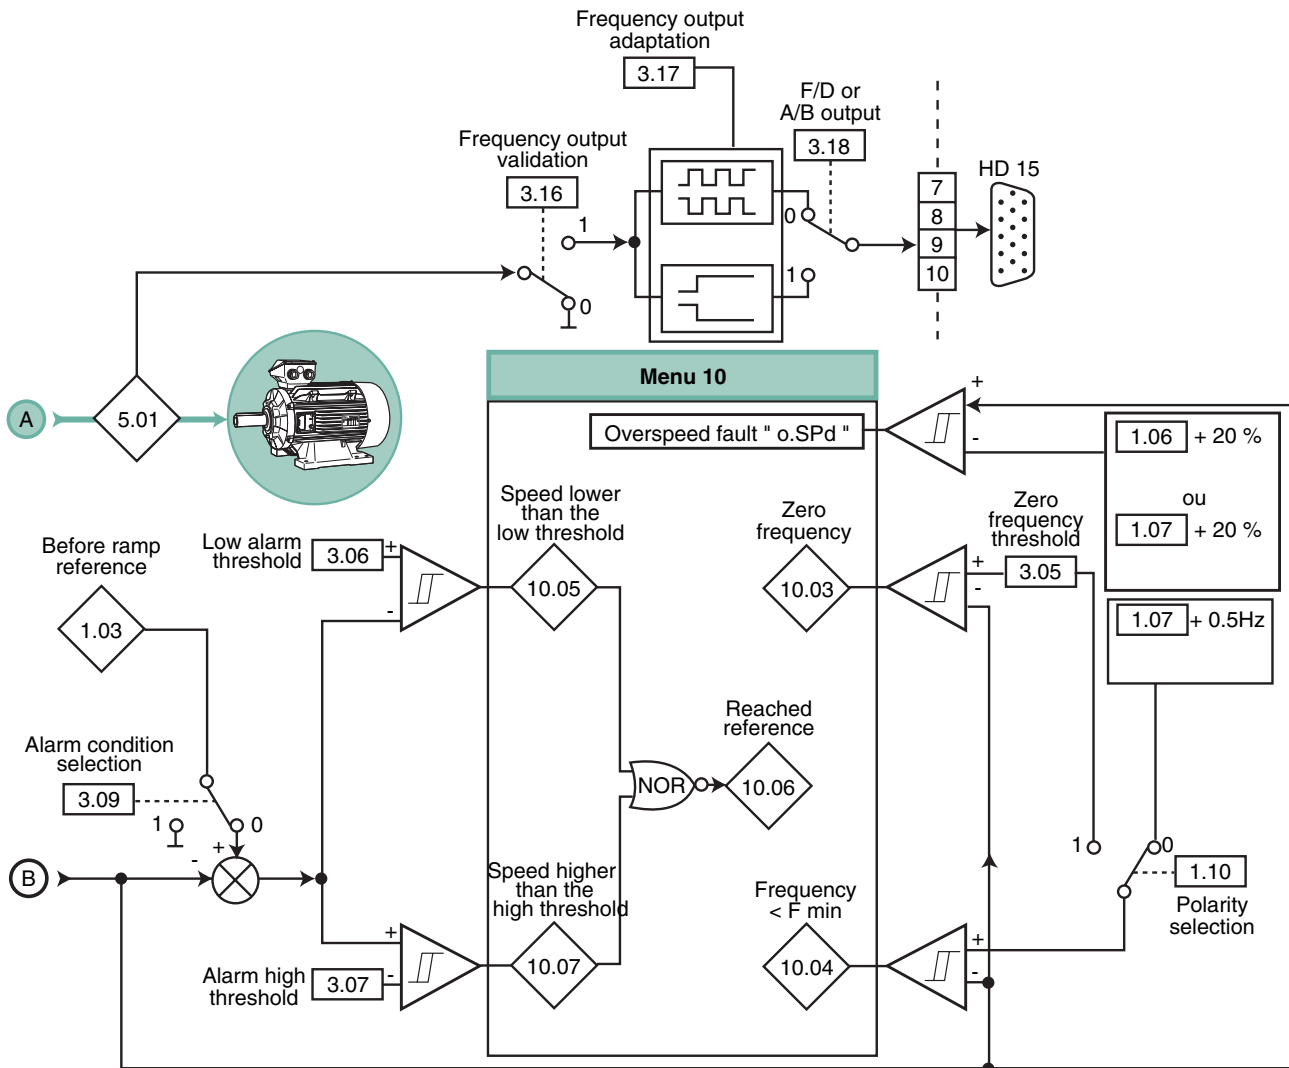 Frequency output
adaptation
3.17
F/D or
A/B output
3.18
Frequency output
validation
3.16
1
0
0
1
7
8
9
10
HD 15
A
5.01
Menu 10
Overspeed fault " o.SPd "
+
-
1.06 + 20 %
ou
1.07 + 20 %
Before ramp
reference
1.03
Low alarm
threshold
3.06
+
-
Speed lower
than the
low threshold
10.05
Zero
frequency
10.03
+
-
Zero
frequency
threshold
3.05
1.07 + 0.5Hz
Alarm condition
selection
3.09
1
0
+
-
B
NOR
Reached
reference
10.06
1
0
1.10
Polarity
selection
Speed higher
than the
high threshold
10.07
+
-
Alarm high
threshold
3.07
Frequency
< F min
10.04
+
-